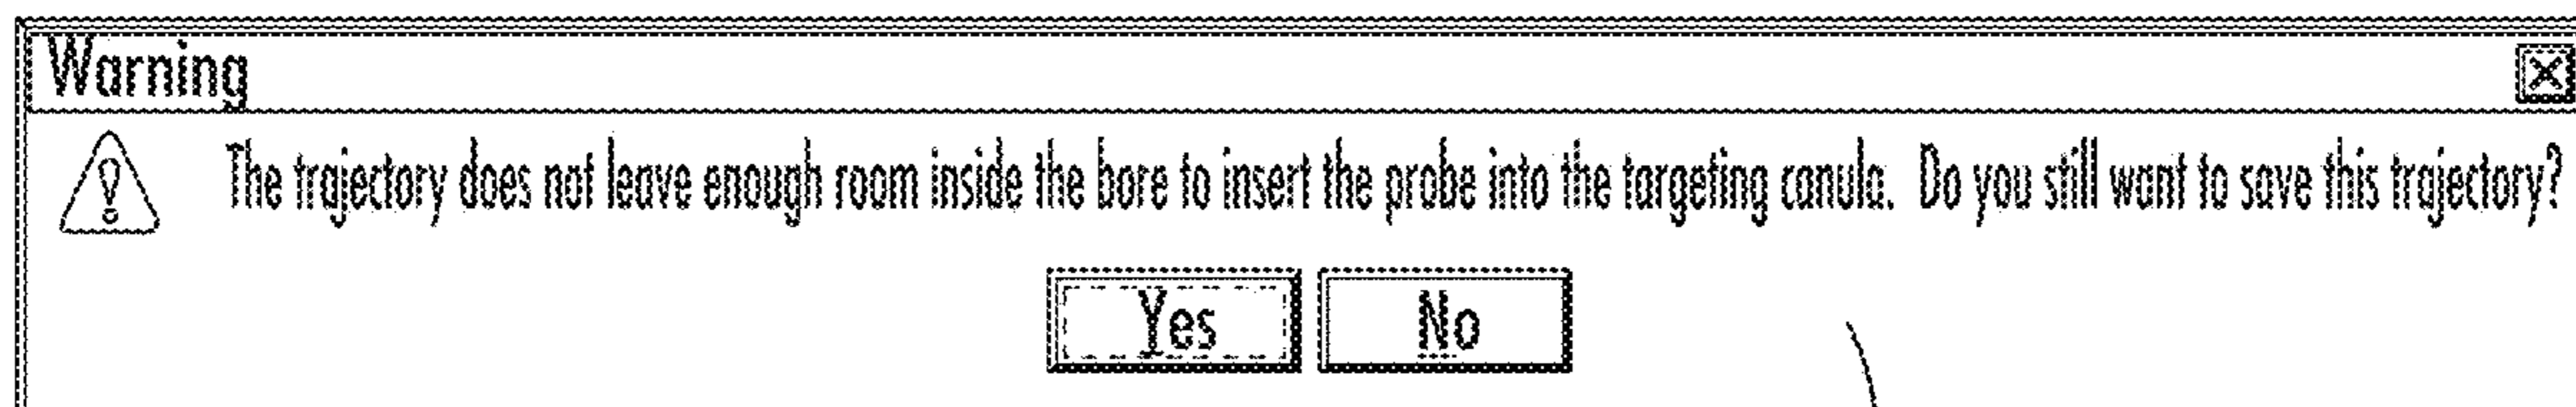 Warning
The trajectory does not leave enough room inside the bore to insert the probe into the targeting canula. Do you still want to save this trajectory?
Yes No